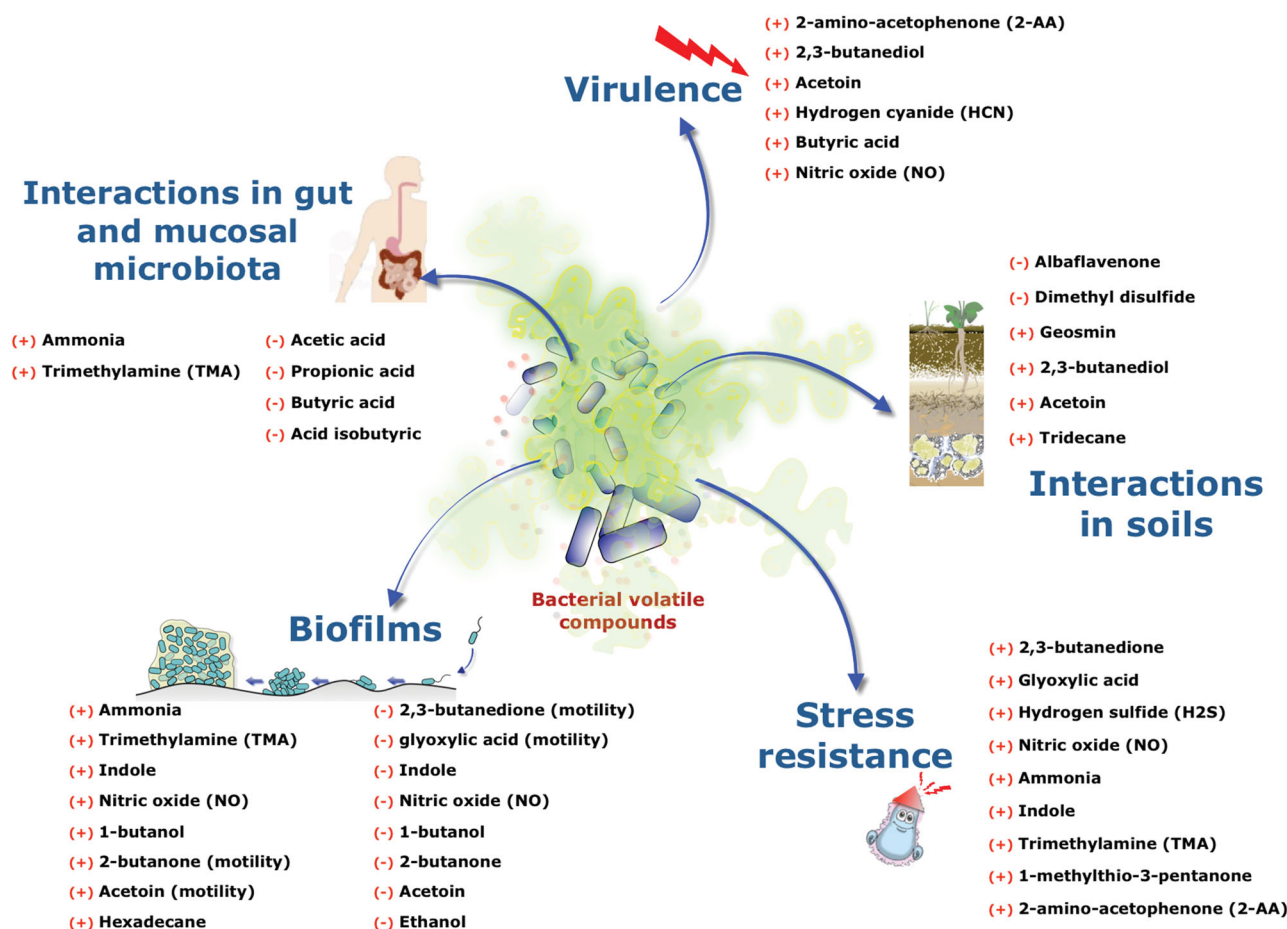 (+) 2-amino-acetophenone (2-AA)
(+) 2,3-butanediol
(+) Acetoin
(+) Hydrogen cyanide (HCN)
(+) Butyric acid
(+) Nitric oxide (NO)
Virulence
Interactions in gut
and mucosal
microbiota
(+) Ammonia
(+) Trimethylamine (TMA)
(-) Acetic acid
(-) Propionic acid
(-) Butyric acid
(-) Acid isobutyric
(-) Albaflavenone
(-) Dimethyl disulfide
(+) Geosmin
(+) 2,3-butanediol
(+) Acetoin
(+) Tridecane
Interactions
in soils
Bacterial volatile
compounds
Biofilms
(+) Ammonia
(+) Trimethylamine (TMA)
(+) Indole
(+) Nitric oxide (NO)
(+) 1-butanol
(+) 2-butanone (motility)
(+) Acetoin (motility)
(+) Hexadecane
(-) 2,3-butanedione (motility)
(-) glyoxylic acid (motility)
(-) Indole
(-) Nitric oxide (NO)
(-) 1-butanol
(-) 2-butanone
(-) Acetoin
(-) Ethanol
Stress
resistance
(+) 2,3-butanedione
(+) Glyoxylic acid
(+) Hydrogen sulfide (H2S)
(+) Nitric oxide (NO)
(+) Ammonia
(+) Indole
(+) Trimethylamine (TMA)
(+) 1-methylthio-3-pentanone
(+) 2-amino-acetophenone (2-AA)